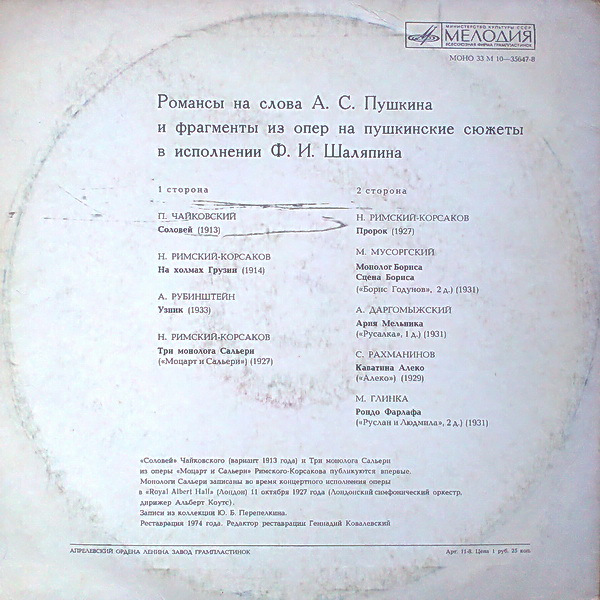 МИНИСТЕРСТВО КУЛЬТУРЫ СССР
МЕЛОДИЯ
ВСЕСОЮЗНАЯ ФИРМА ГРАМПЛАСТИНОК
МОНО 33 М 10—35647-8
Романсы на слова А. С. Пушкина
и фрагменты из опер на пушкинские сюжеты
в исполнении Ф. И. Шаляпина
1 сторона
П. ЧАЙКОВСКИЙ
Соловей (1913)
Н. РИМСКИЙ-КОРСАКОВ
На холмах Грузии (1914)
А. РУБИНШТЕЙН
Узник (1933)
Н. РИМСКИЙ-КОРСАКОВ
Три монолога Сальери
(«Моцарт и Сальери») (1927)
2 сторона
Н. РИМСКИЙ-КОРСАКОВ
Пророк (1927)
М. МУСОРГСКИЙ
Монолог Бориса
Сцена Бориса
(«Борис Годунов», 2 д.) (1931)
А. ДАРГОМЫЖСКИЙ
Ария Мельника
(«Русалка», 1 д.) (1931)
С. РАХМАНИНОВ
Каватина Алеко
(«Алеко») (1929)
М. ГЛИНКА
Рондо Фарлафа
(«Руслан и Людмила», 2 д.) (1931)
«Соловей» Чайковского (вариант 1913 года) и Три монолога Сальери
из оперы «Моцарт и Сальери» Римского-Корсакова публикуются впервые.
Монологи Сальери записаны во время концертного исполнения оперы
в «Royal Albert Hall» (Лондон) 11 октября 1927 года (Лондонский симфонический оркестр,
дирижер Альберт Коутс).
Записи из коллекции Ю. Б. Перепелкина.
Реставрация 1974 года. Редактор реставрации Геннадий Ковалевский
АПРЕЛЕВСКИЙ ОРДЕНА ЛЕНИНА ЗАВОД ГРАМПЛАСТИНОК
Арт. 11-8. Цена 1 руб. 25 коп.